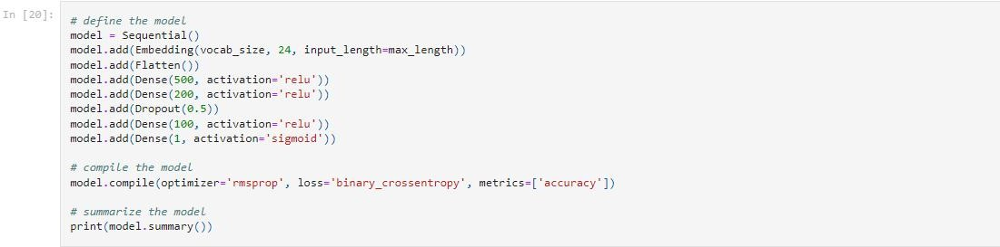 In [20]:
# define the model
model = Sequential()
model.add(Embedding(vocab_size, 24, input_length=max_length))
model.add(Flatten())
model.add(Dense(500, activation='relu'))
model.add(Dense(200, activation='relu'))
model.add(Dropout(0.5))
model.add(Dense(100, activation='relu'))
model.add(Dense(1, activation='sigmoid'))
# compile the model
model.compile(optimizer='rmsprop', loss='binary_crossentropy', metrics=['accuracy'])
# summarize the model
print(model.summary())